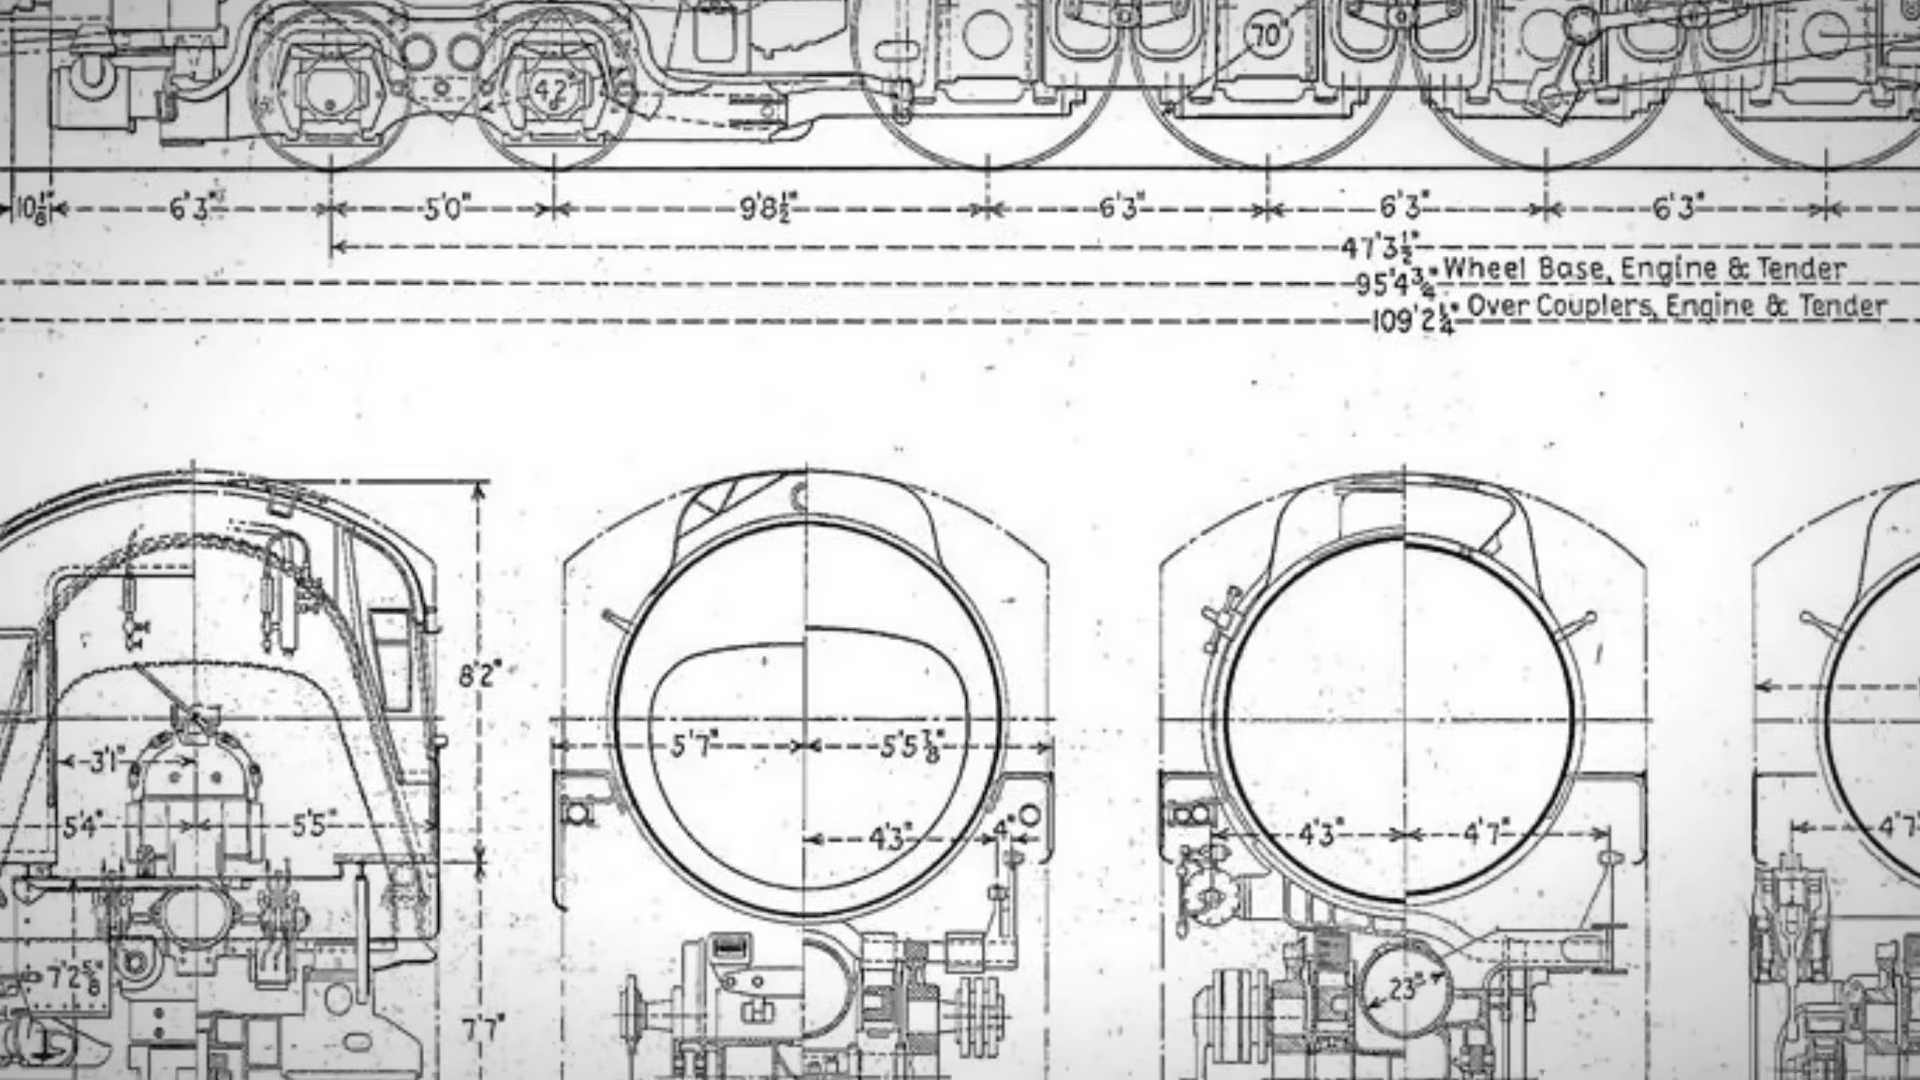 70"
42"
10⅛" 6'3" 5'0" 9'8½" 6'3" 6'3" 6'3"
47'3½"
95'4¾" Wheel Base, Engine & Tender
109'2¼" Over Couplers, Engine & Tender
8'2"
5'7" 5'5⅞"
3'1"
5'4" 5'5" 4'3" 4" 4'3" 4'7" 4'7"
7'2⅝" 23"
7'7"